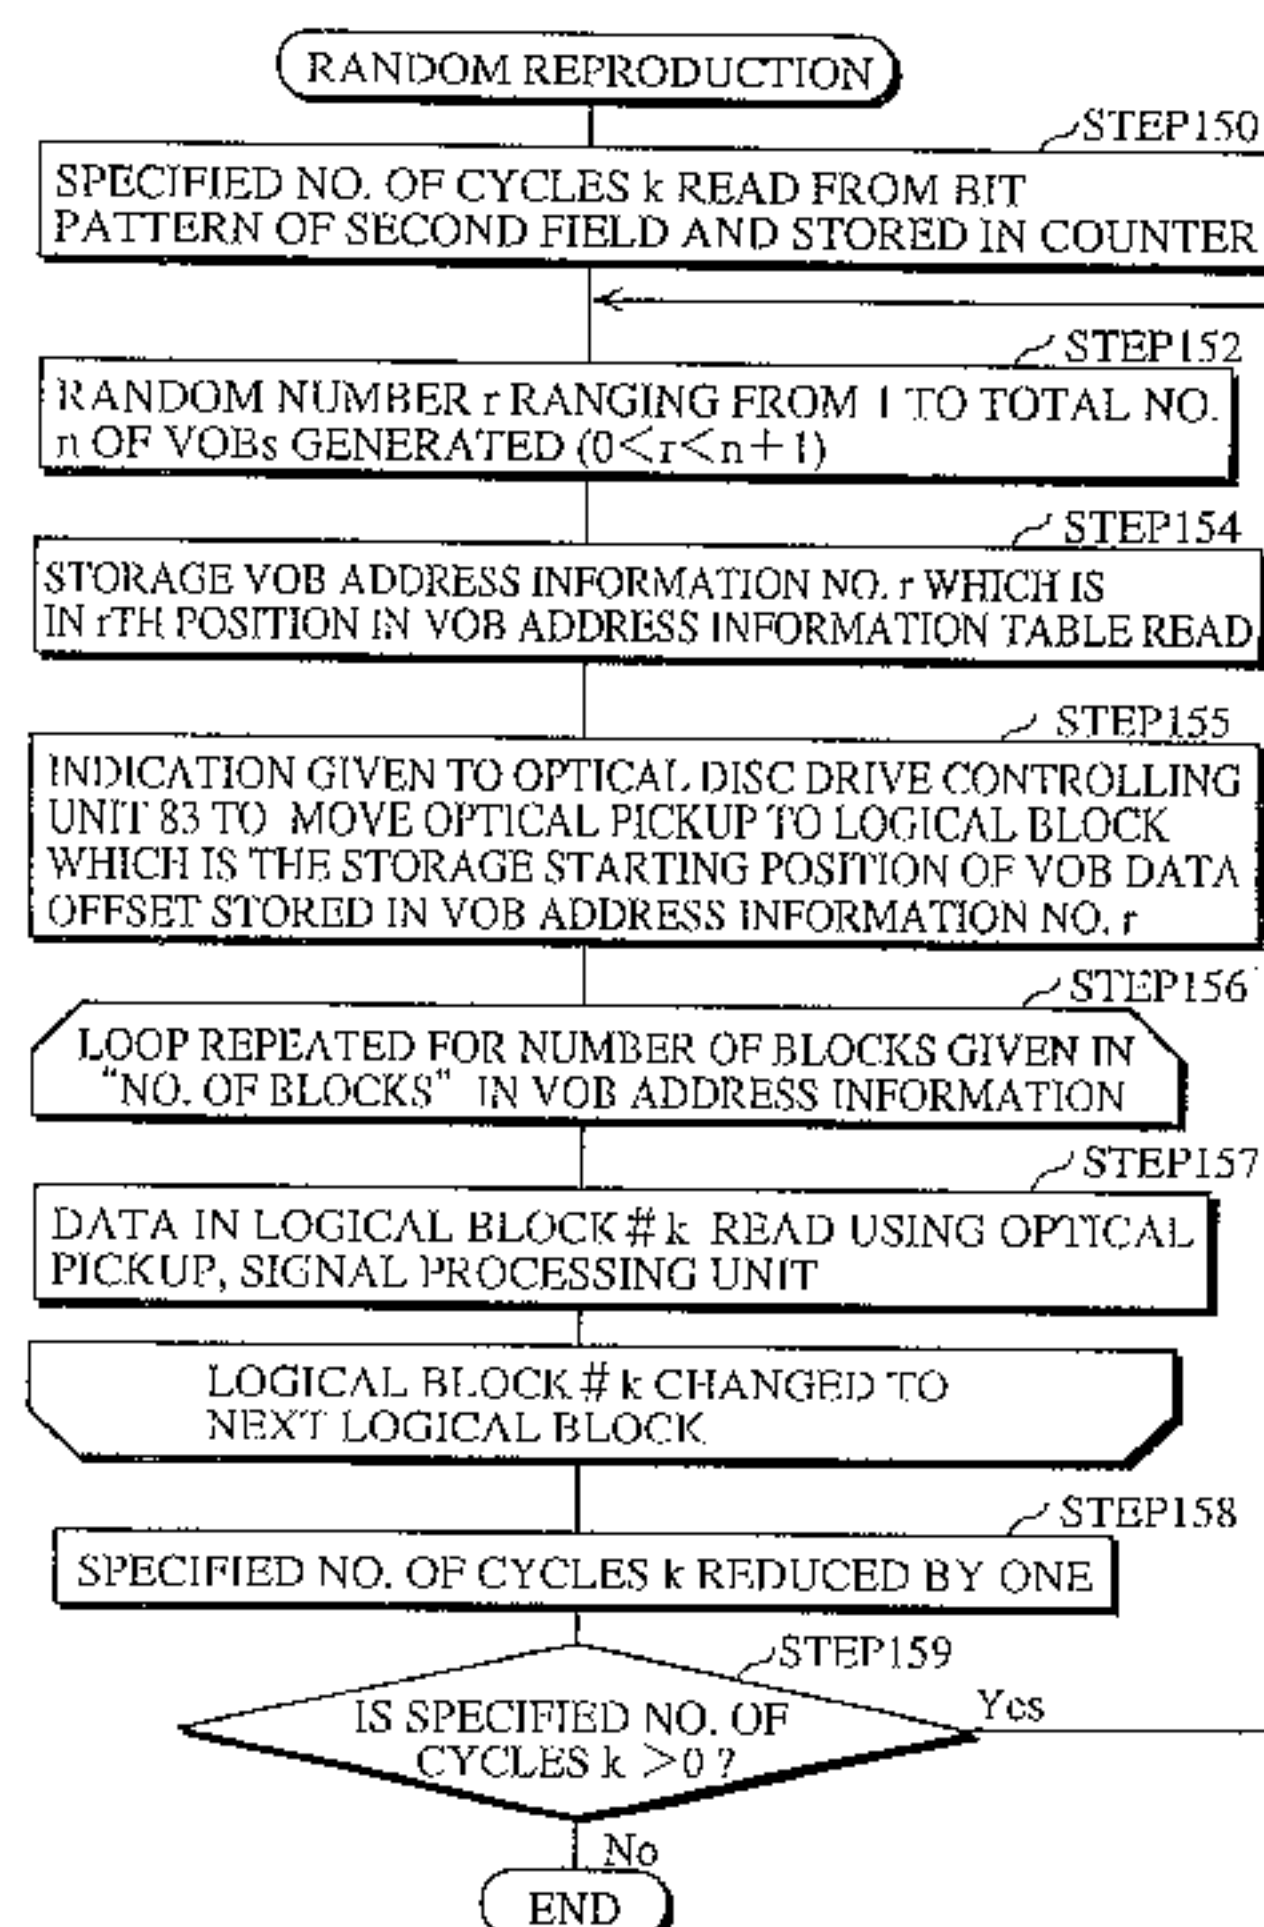 RANDOM REPRODUCTION
STEP150
SPECIFIED NO. OF CYCLES k READ FROM BIT
PATTERN OF SECOND FIELD AND STORED IN COUNTER
STEP152
RANDOM NUMBER r RANGING FROM 1 TO TOTAL NO.
n OF VOBs GENERATED (0<r<n+1)
STEP154
STORAGE VOB ADDRESS INFORMATION NO. r WHICH IS
IN rTH POSITION IN VOB ADDRESS INFORMATION TABLE READ
STEP155
INDICATION GIVEN TO OPTICAL DISC DRIVE CONTROLLING
UNIT 83 TO MOVE OPTICAL PICKUP TO LOGICAL BLOCK
WHICH IS THE STORAGE STARTING POSITION OF VOB DATA
OFFSET STORED IN VOB ADDRESS INFORMATION NO. r
STEP156
LOOP REPEATED FOR NUMBER OF BLOCKS GIVEN IN
"NO. OF BLOCKS" IN VOB ADDRESS INFORMATION
STEP157
DATA IN LOGICAL BLOCK # k READ USING OPTICAL
PICKUP, SIGNAL PROCESSING UNIT
LOGICAL BLOCK # k CHANGED TO
NEXT LOGICAL BLOCK
STEP158
SPECIFIED NO. OF CYCLES k REDUCED BY ONE
STEP159
IS SPECIFIED NO. OF
CYCLES k >0 ?
Yes
No
END